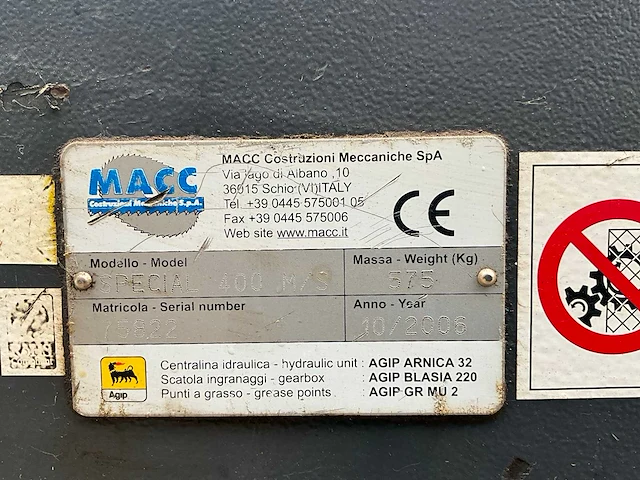 MACC
Costruzioni Meccaniche S.p.A.
MACC Costruzioni Meccaniche SpA
Via lago di Albano ,10
36015 Schio (VI)ITALY
Tel. +39 0445 575001 05
Fax +39 0445 575006
Web site www.macc.it
CE
Modello - Model
SPECIAL 400 M/S
Massa - Weight (Kg)
575
Matricola - Serial number
Anno - Year
10/2006
Agip
Centralina idraulica - hydraulic unit : AGIP ARNICA 32
Scatola ingranaggi - gearbox : AGIP BLASIA 220
Punti a grasso - grease points : AGIP GR MU 2